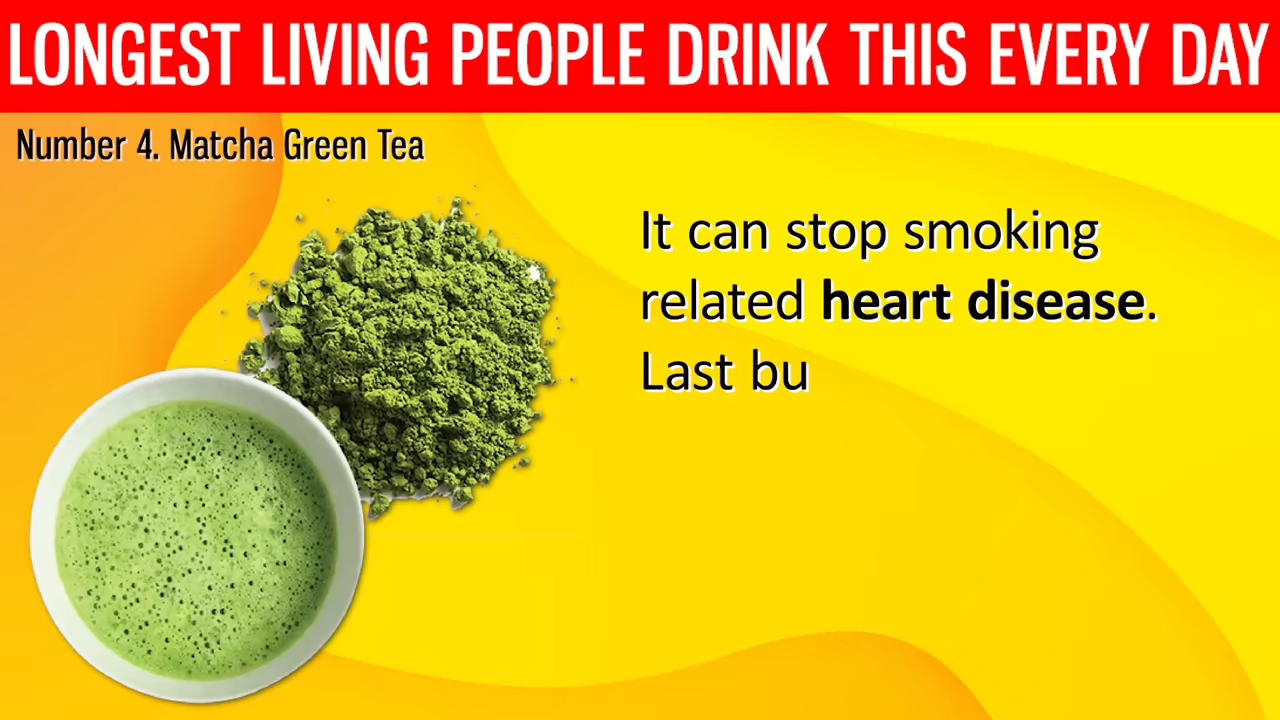 LONGEST LIVING PEOPLE DRINK THIS EVERY DAY
Number 4. Matcha Green Tea
It can stop smoking
related heart disease.
Last bu